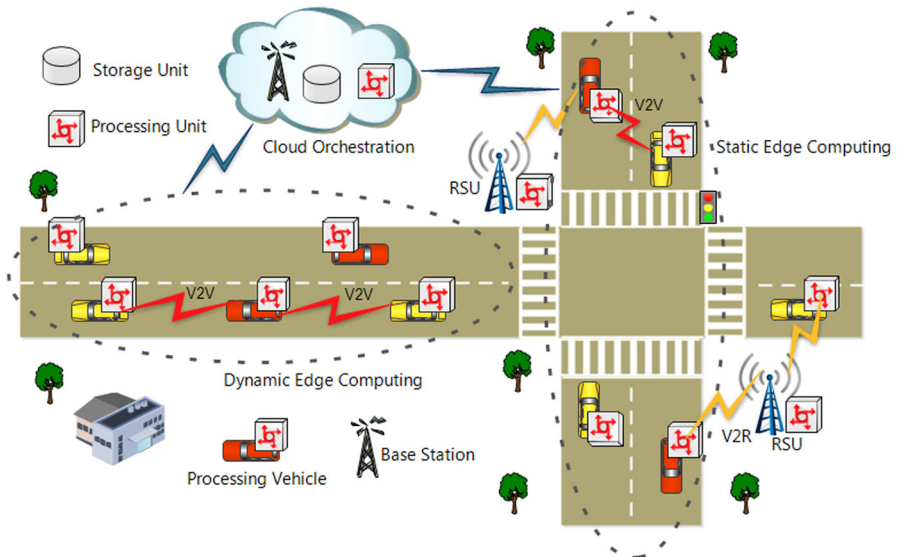 Storage Unit
Processing Unit
Cloud Orchestration
V2V
Static Edge Computing
RSU
V2V
V2V
Dynamic Edge Computing
V2R
RSU
Base Station
Processing Vehicle